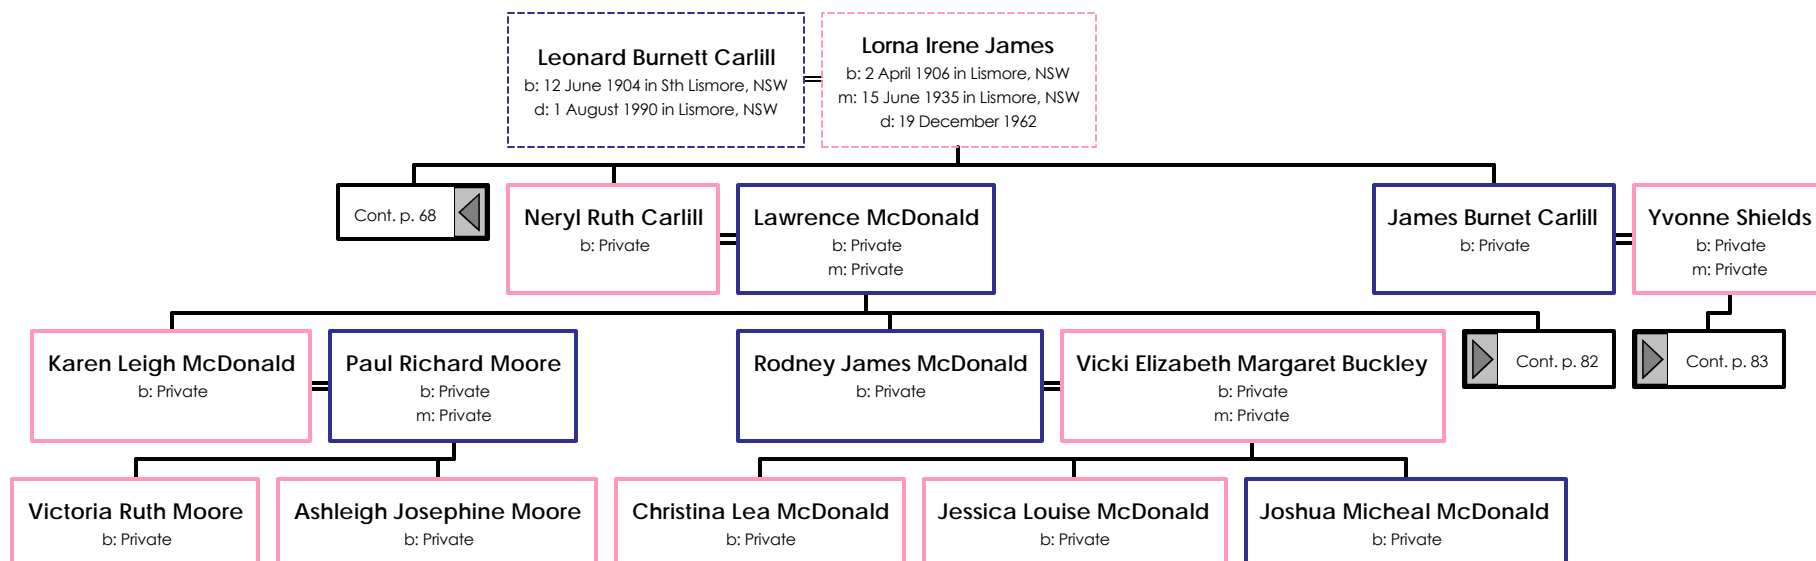 Leonard Burnett Carlill
b: 12 June 1904 in Sth Lismore, NSW
d: 1 August 1990 in Lismore, NSW
Lorna Irene James
b: 2 April 1906 in Lismore, NSW
m: 15 June 1935 in Lismore, NSW
d: 19 December 1962
Cont. p. 68
Neryl Ruth Carlill
b: Private
Lawrence McDonald
b: Private
m: Private
James Burnet Carlill
b: Private
Yvonne Shields
b: Private
m: Private
Karen Leigh McDonald
b: Private
Paul Richard Moore
b: Private
m: Private
Rodney James McDonald
b: Private
Vicki Elizabeth Margaret Buckley
b: Private
m: Private
Cont. p. 82
Cont. p. 83
Victoria Ruth Moore
b: Private
Ashleigh Josephine Moore
b: Private
Christina Lea McDonald
b: Private
Jessica Louise McDonald
b: Private
Joshua Micheal McDonald
b: Private